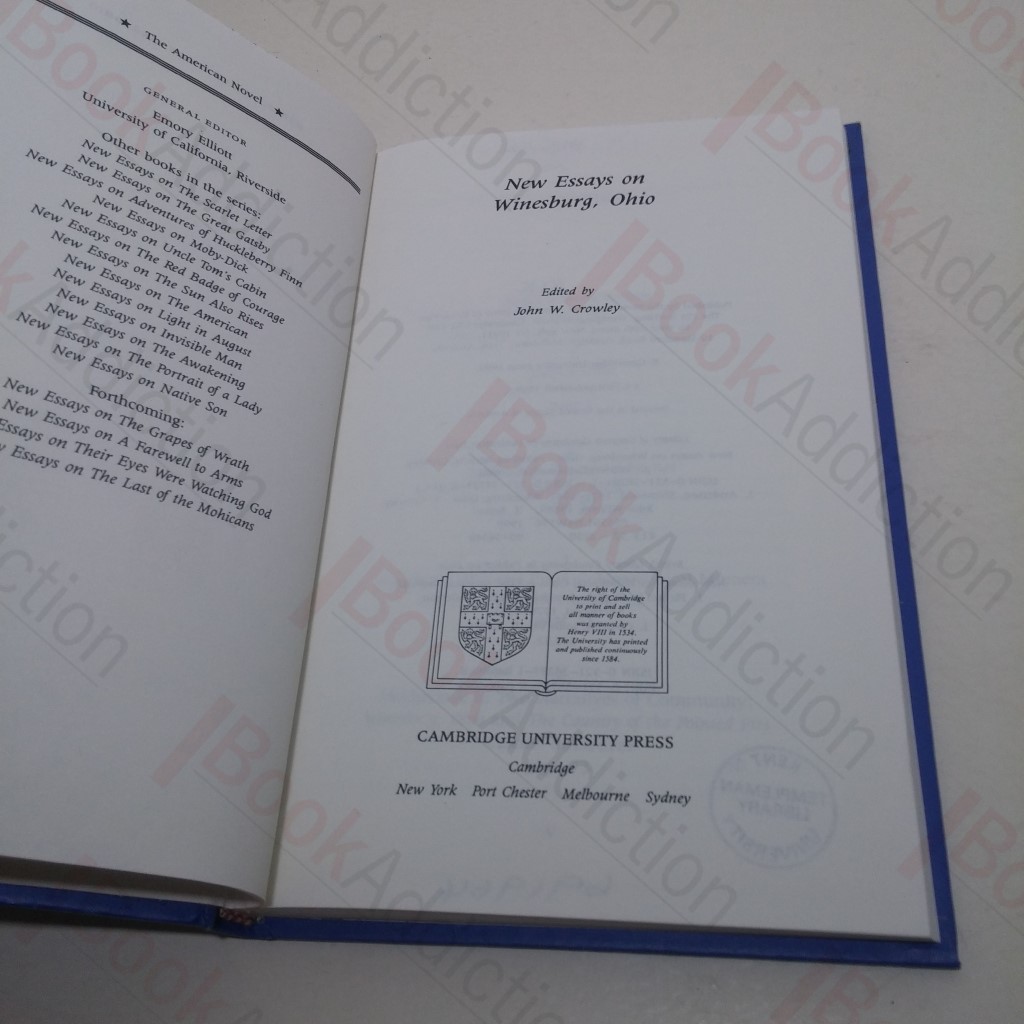 ★ The American Novel ★
GENERAL EDITOR
Emory Elliott
University of California, Riverside
Other books in the series:
New Essays on The Scarlet Letter
New Essays on The Great Gatsby
New Essays on Adventures of Huckleberry Finn
New Essays on Moby-Dick
New Essays on Uncle Tom's Cabin
New Essays on The Red Badge of Courage
New Essays on The Sun Also Rises
New Essays on The American
New Essays on Light in August
New Essays on Invisible Man
New Essays on The Awakening
New Essays on The Portrait of a Lady
New Essays on Native Son
Forthcoming:
New Essays on The Grapes of Wrath
New Essays on A Farewell to Arms
Essays on Their Eyes Were Watching God
Essays on The Last of the Mohicans
New Essays on
Winesburg, Ohio
Edited by
John W. Crowley
The right of the
University of Cambridge
to print and sell
all manner of books
was granted by
Henry VIII in 1534.
The University has printed
and published continuously
since 1584.
CAMBRIDGE UNIVERSITY PRESS
Cambridge
New York Port Chester Melbourne Sydney
TEMPLEMAN
LIBRARY
BookAddiction